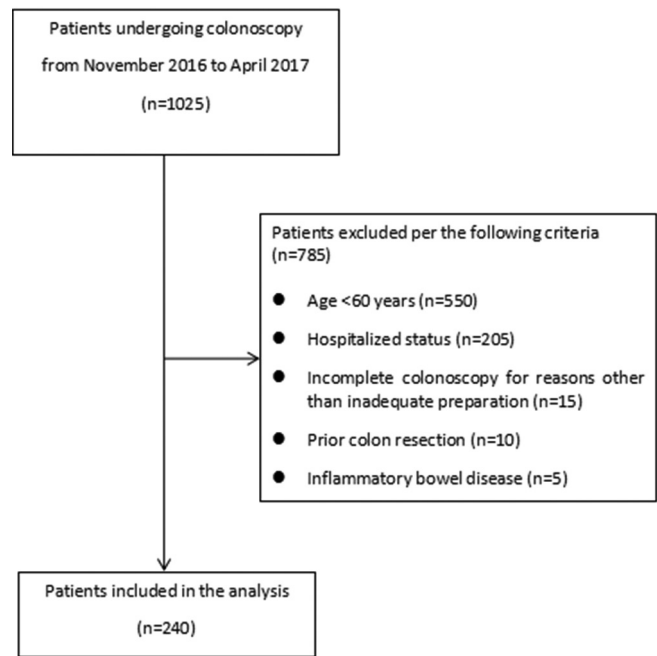 Patients undergoing colonoscopy
from November 2016 to April 2017
(n=1025)
Patients excluded per the following criteria
(n=785)
● Age <60 years (n=550)
● Hospitalized status (n=205)
● Incomplete colonoscopy for reasons other
than inadequate preparation (n=15)
● Prior colon resection (n=10)
● Inflammatory bowel disease (n=5)
Patients included in the analysis
(n=240)